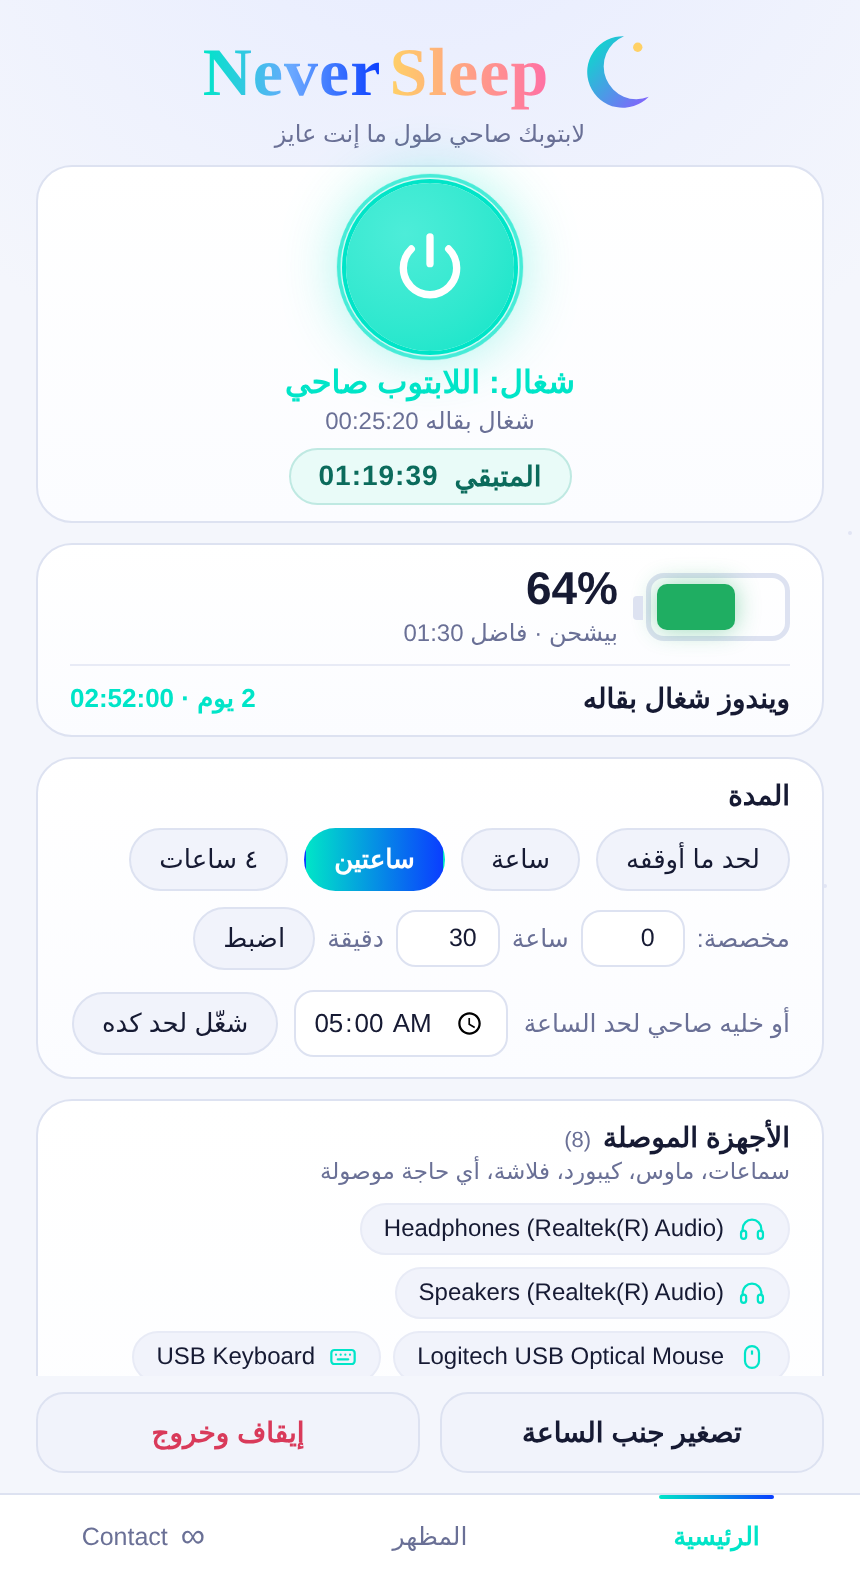 Never Sleep
لابتوبك صاحي طول ما إنت عايز
شغال: اللابتوب صاحي
شغال بقاله 00:25:20
المتبقي 01:19:39
64%
بيشحن · فاضل 01:30
ويندوز شغال بقاله
2 يوم · 02:52:00
المدة
لحد ما أوقفه ساعة ساعتين ٤ ساعات
مخصصة: 0 ساعة 30 دقيقة اضبط
أو خليه صاحي لحد الساعة 05:00 AM شغّل لحد كده
الأجهزة الموصلة (8)
سماعات، ماوس، كيبورد، فلاشة، أي حاجة موصولة
Headphones (Realtek(R) Audio)
Speakers (Realtek(R) Audio)
Logitech USB Optical Mouse USB Keyboard
تصغير جنب الساعة إيقاف وخروج
الرئيسية المظهر ∞ Contact